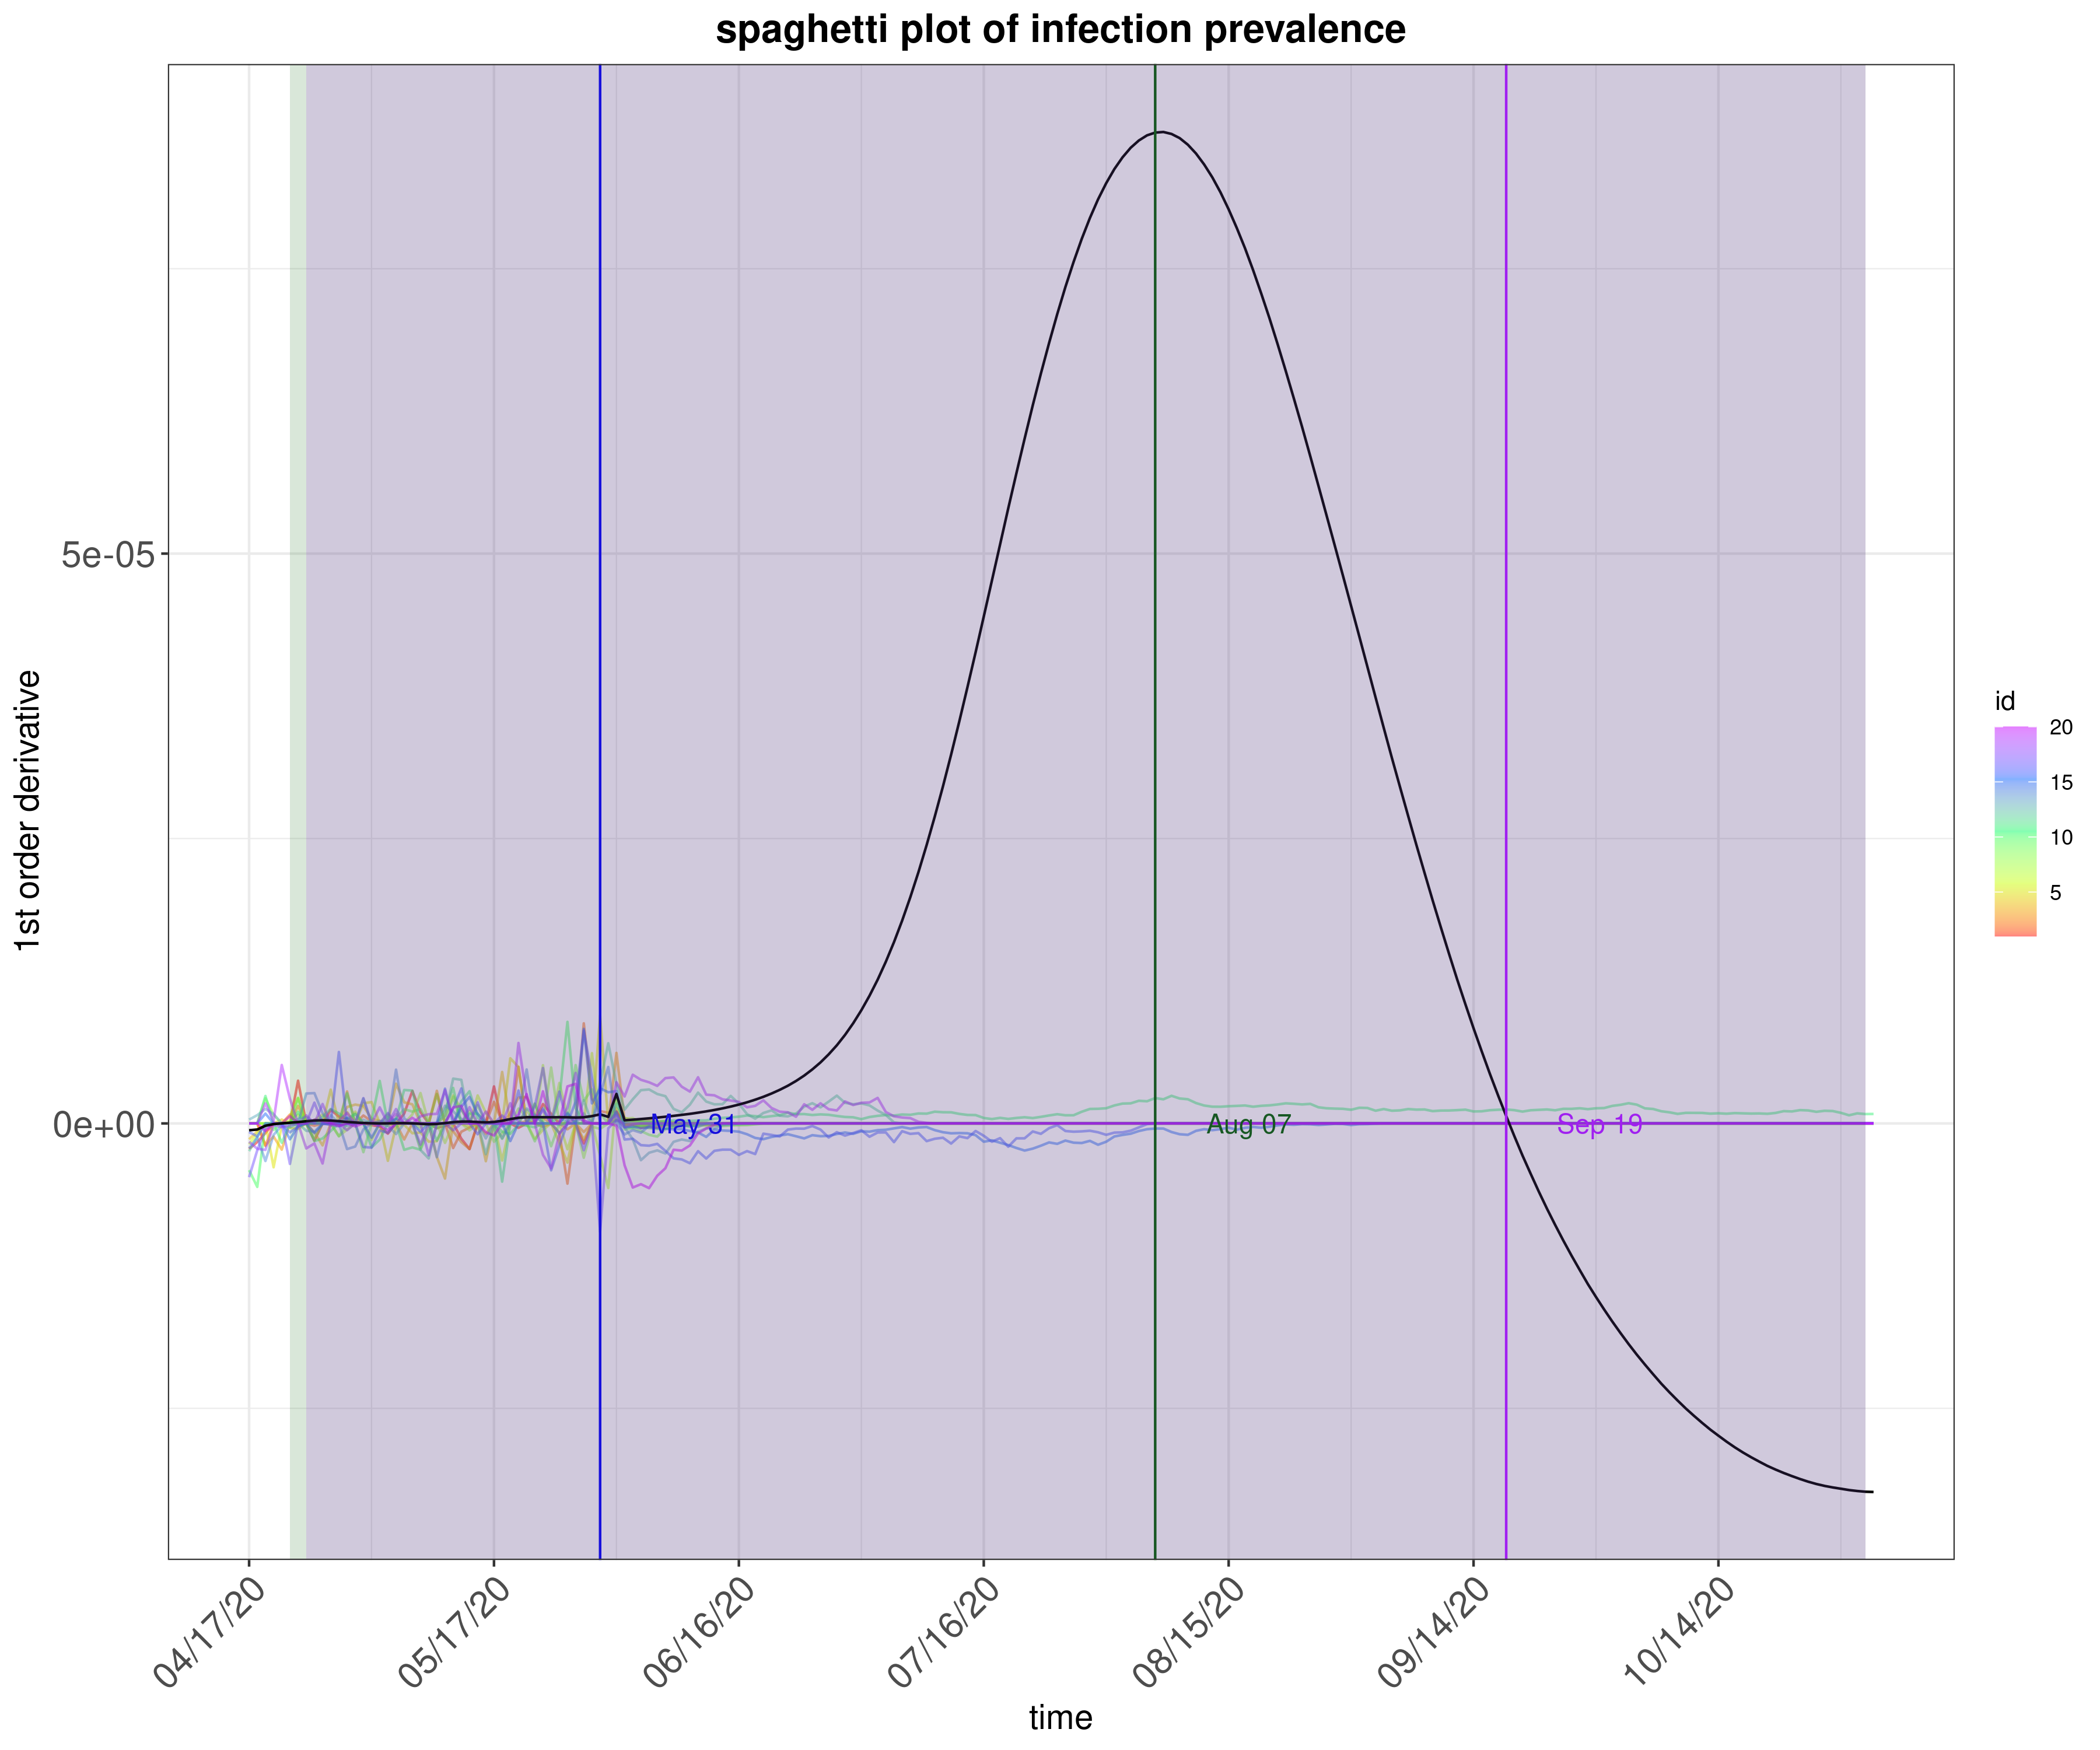 spaghetti plot of infection prevalence
1st order derivative
5e-05
0e+00
May 31
Aug 07
Sep 19
id
20
15
10
5
04/17/20
05/17/20
06/16/20
07/16/20
08/15/20
09/14/20
10/14/20
time